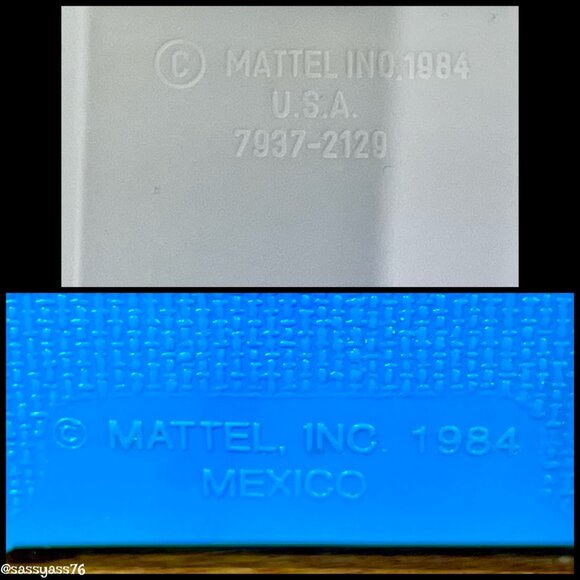 © MATTEL INC.1984
U.S.A.
7937-2129
© MATTEL, INC. 1984
MEXICO
@sassyass76